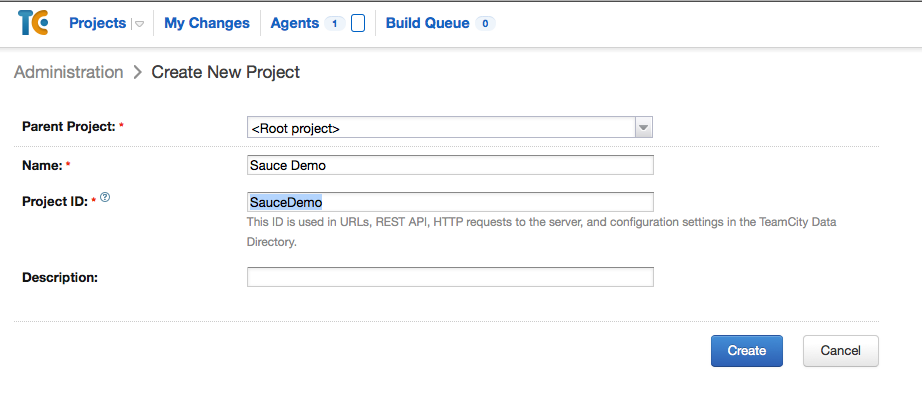 TC Projects My Changes Agents 1 Build Queue 0
Administration > Create New Project
Parent Project: * <Root project>
Name: * Sauce Demo
Project ID: * ? SauceDemo
This ID is used in URLs, REST API, HTTP requests to the server, and configuration settings in the TeamCity Data
Directory.
Description:
Create Cancel